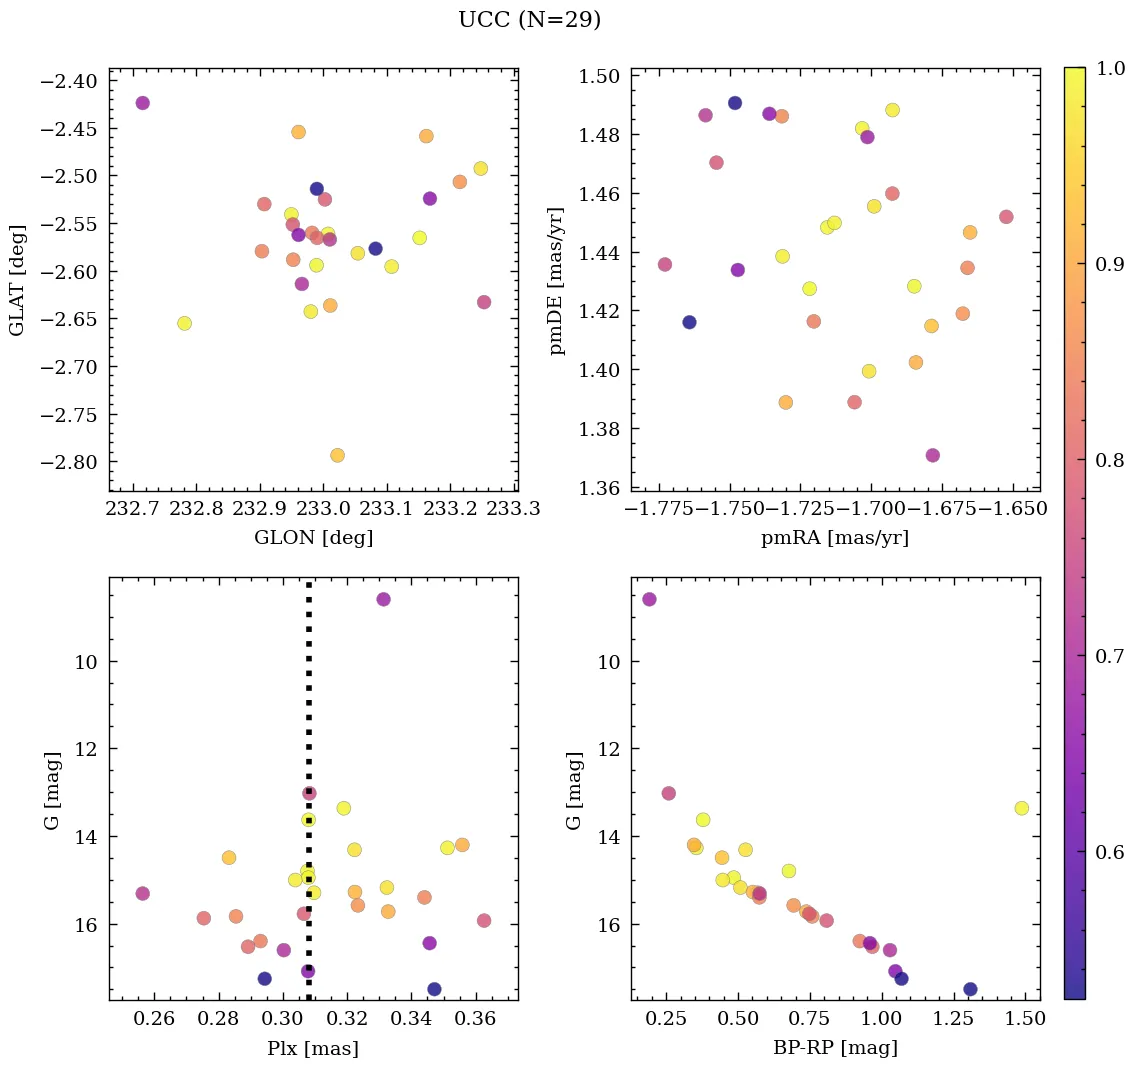 UCC (N=29)
−2.40
−2.45
−2.50
−2.55
−2.60
−2.65
−2.70
−2.75
−2.80
GLAT [deg]
232.7 232.8 232.9 233.0 233.1 233.2 233.3
GLON [deg]
1.50
1.48
1.46
1.44
1.42
1.40
1.38
1.36
pmDE [mas/yr]
−1.775 −1.750 −1.725 −1.700 −1.675 −1.650
pmRA [mas/yr]
10
12
14
16
G [mag]
0.26 0.28 0.30 0.32 0.34 0.36
Plx [mas]
10
12
14
16
G [mag]
0.25 0.50 0.75 1.00 1.25 1.50
BP-RP [mag]
1.0
0.9
0.8
0.7
0.6